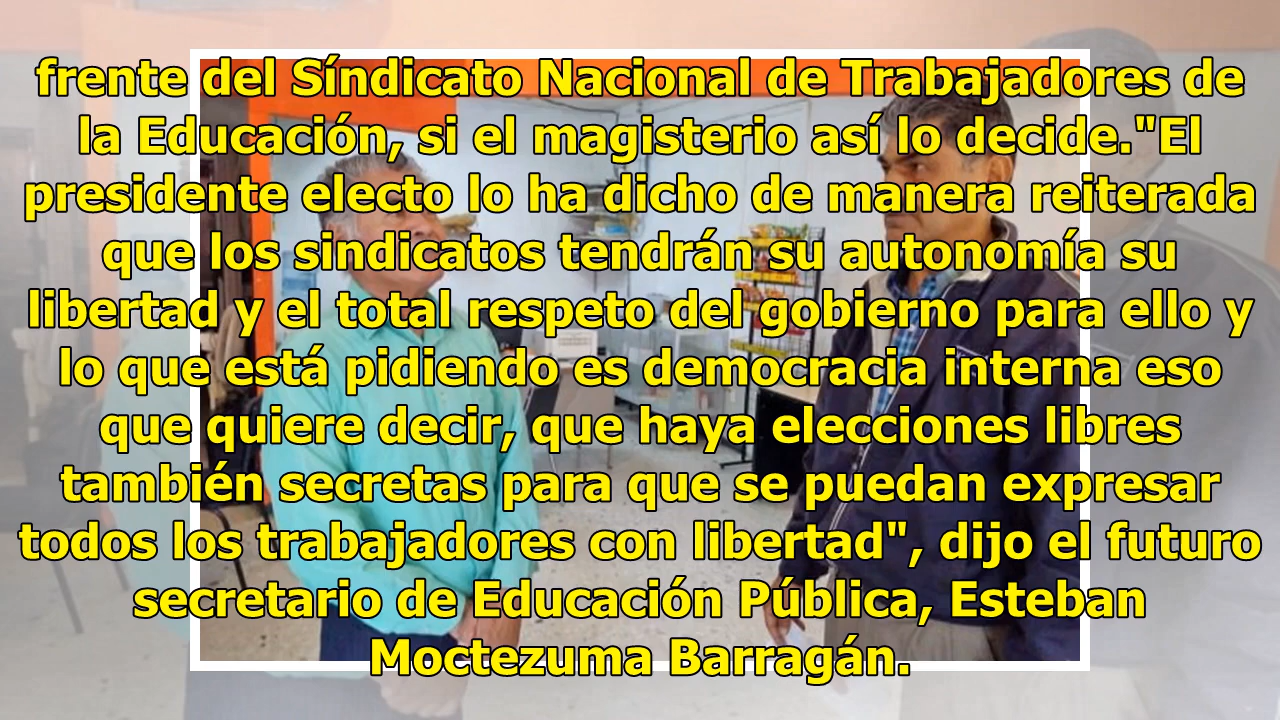 frente del Síndicato Nacional de Trabajadores de
la Educación, si el magisterio así lo decide."El
presidente electo lo ha dicho de manera reiterada
que los sindicatos tendrán su autonomía su
libertad y el total respeto del gobierno para ello y
lo que está pidiendo es democracia interna eso
que quiere decir, que haya elecciones libres
también secretas para que se puedan expresar
todos los trabajadores con libertad", dijo el futuro
secretario de Educación Pública, Esteban
Moctezuma Barragán.